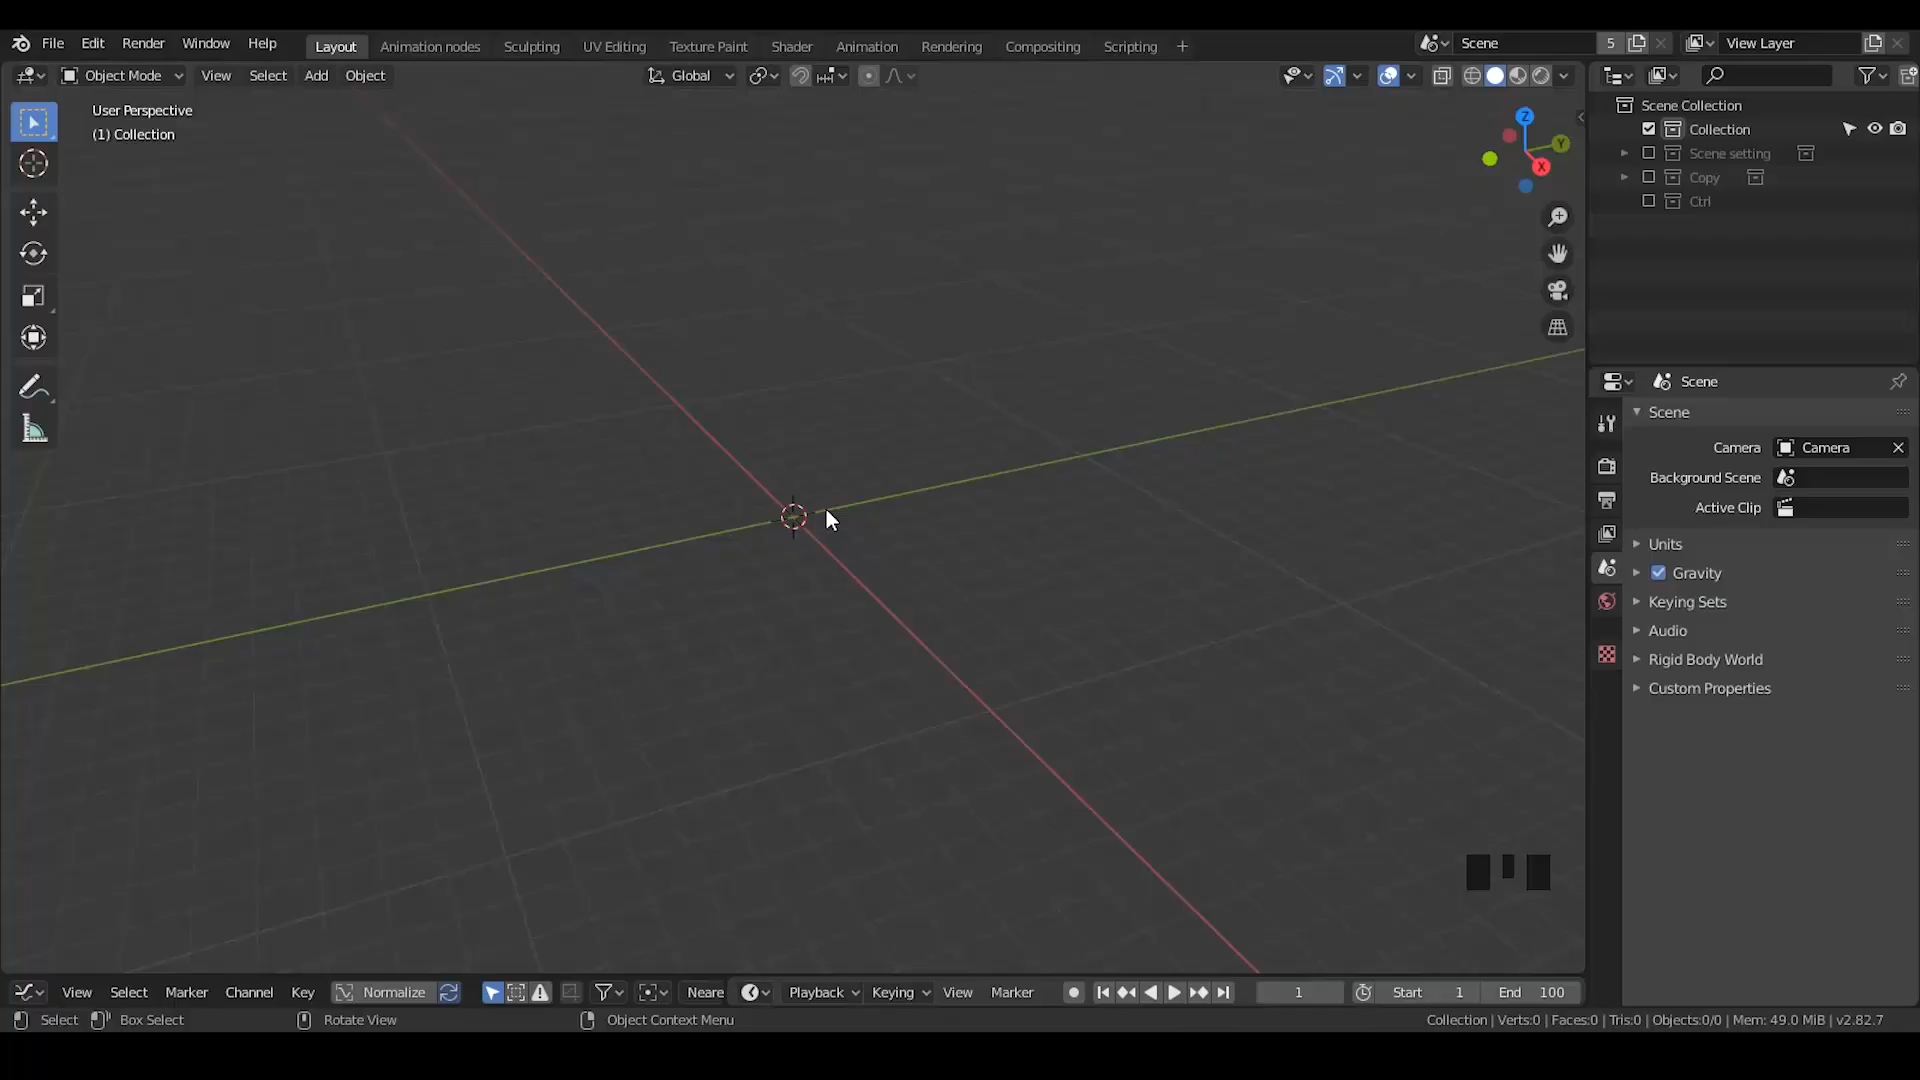 File Edit Render Window Help Layout Animation nodes Sculpting UV Editing Texture Paint Shader Animation Rendering Compositing Scripting + Scene 5 View Layer
Object Mode View Select Add Object Global
User Perspective
(1) Collection
Z
Y
X
Scene Collection
Collection
Scene setting
Copy
Ctrl
Scene
Scene
Camera Camera
Background Scene
Active Clip
Units
Gravity
Keying Sets
Audio
Rigid Body World
Custom Properties
View Select Marker Channel Key Normalize Neare Playback Keying View Marker 1 Start 1 End 100
Select Box Select Rotate View Object Context Menu Collection | Verts:0 | Faces:0 | Tris:0 | Objects:0/0 | Mem: 49.0 MiB | v2.82.7